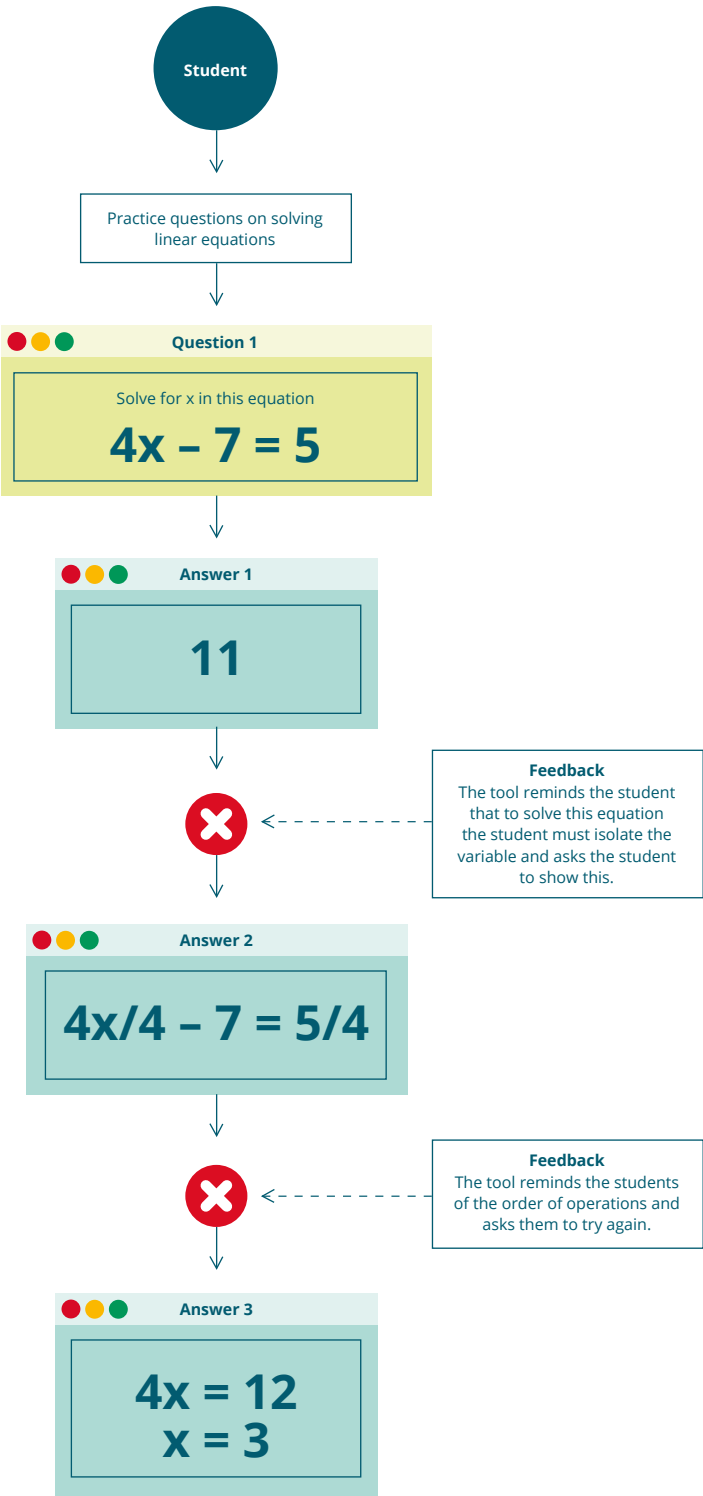 Student
Practice questions on solving
linear equations
Question 1
Solve for x in this equation
4x – 7 = 5
Answer 1
11
Feedback
The tool reminds the student
that to solve this equation
the student must isolate the
variable and asks the student
to show this.
Answer 2
4x/4 – 7 = 5/4
Feedback
The tool reminds the students
of the order of operations and
asks them to try again.
Answer 3
4x = 12
x = 3